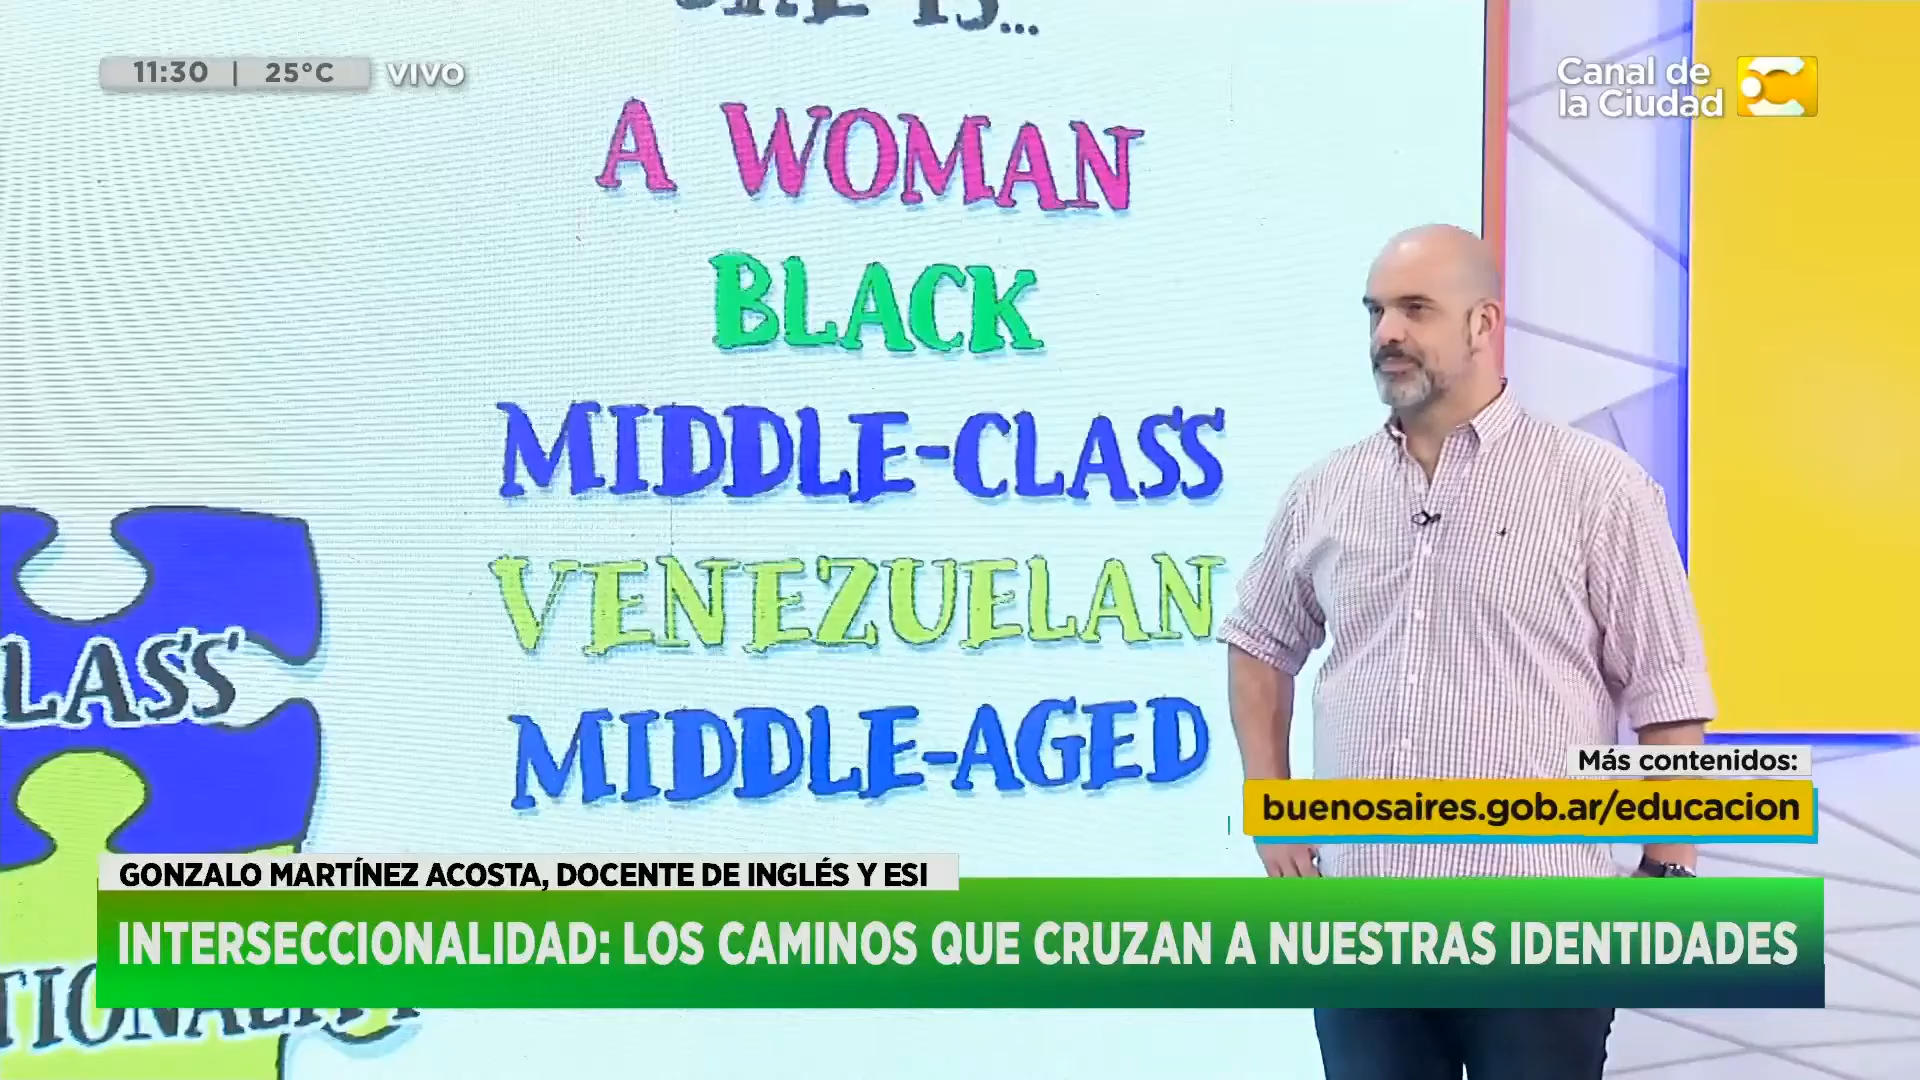 11:30 | 25°C VIVO
Canal de
la Ciudad
A WOMAN
BLACK
MIDDLE-CLASS
VENEZUELAN
MIDDLE-AGED
LASS
Más contenidos:
buenosaires.gob.ar/educacion
GONZALO MARTÍNEZ ACOSTA, DOCENTE DE INGLÉS Y ESI
INTERSECCIONALIDAD: LOS CAMINOS QUE CRUZAN A NUESTRAS IDENTIDADES